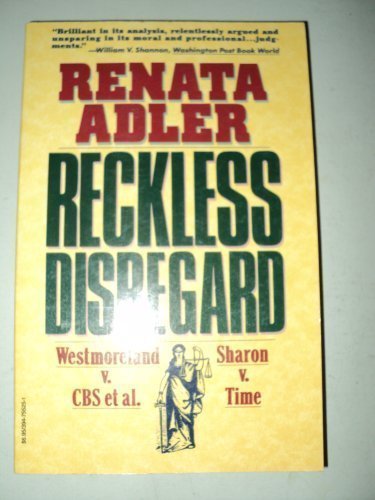 "Brilliant in its analysis, relentlessly argued and
unsparing in its moral and professional...judg-
ments."
—William V. Shannon, Washington Post Book World
RENATA
ADLER
RECKLESS
DISREGARD
Westmoreland
v.
CBS et al.
Sharon
v.
Time